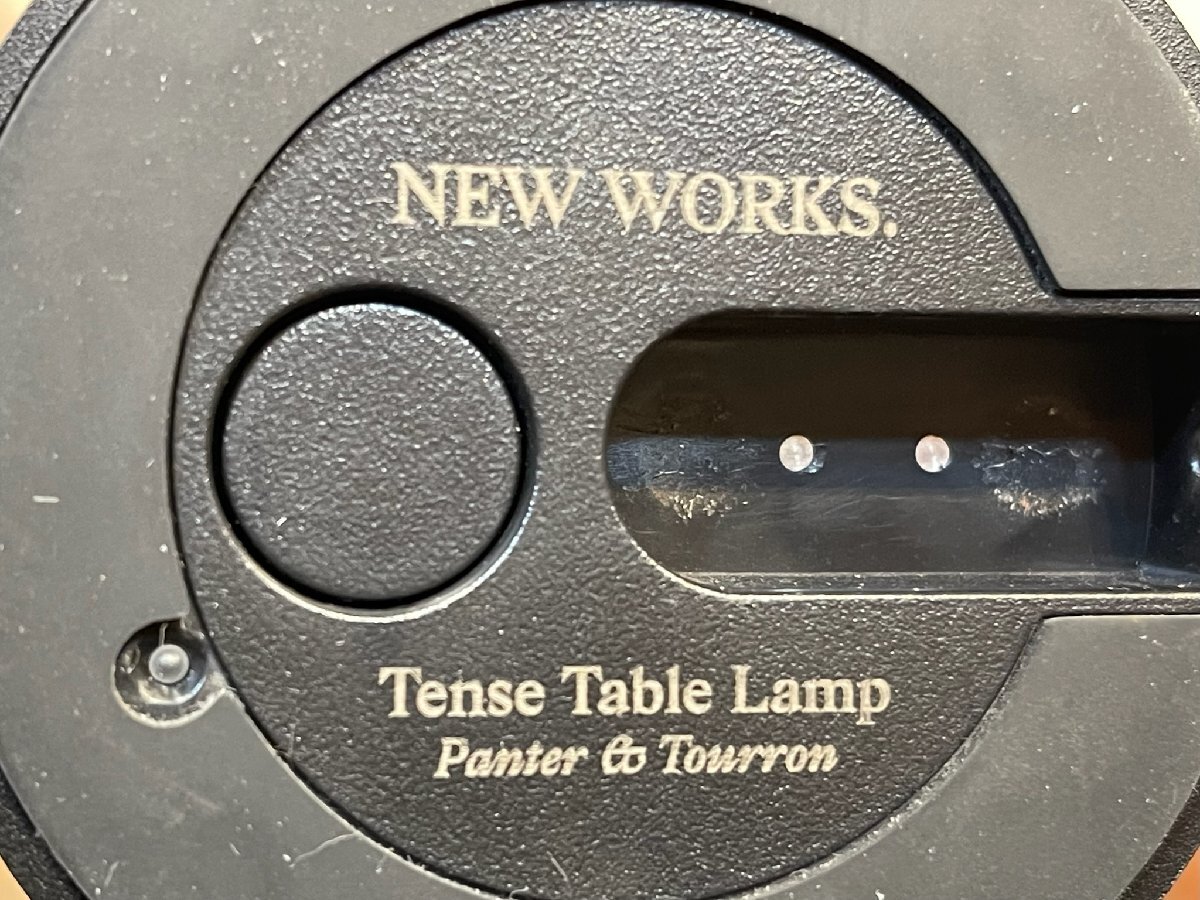 NEW WORKS.
Tense Table Lamp
Panter & Tourron